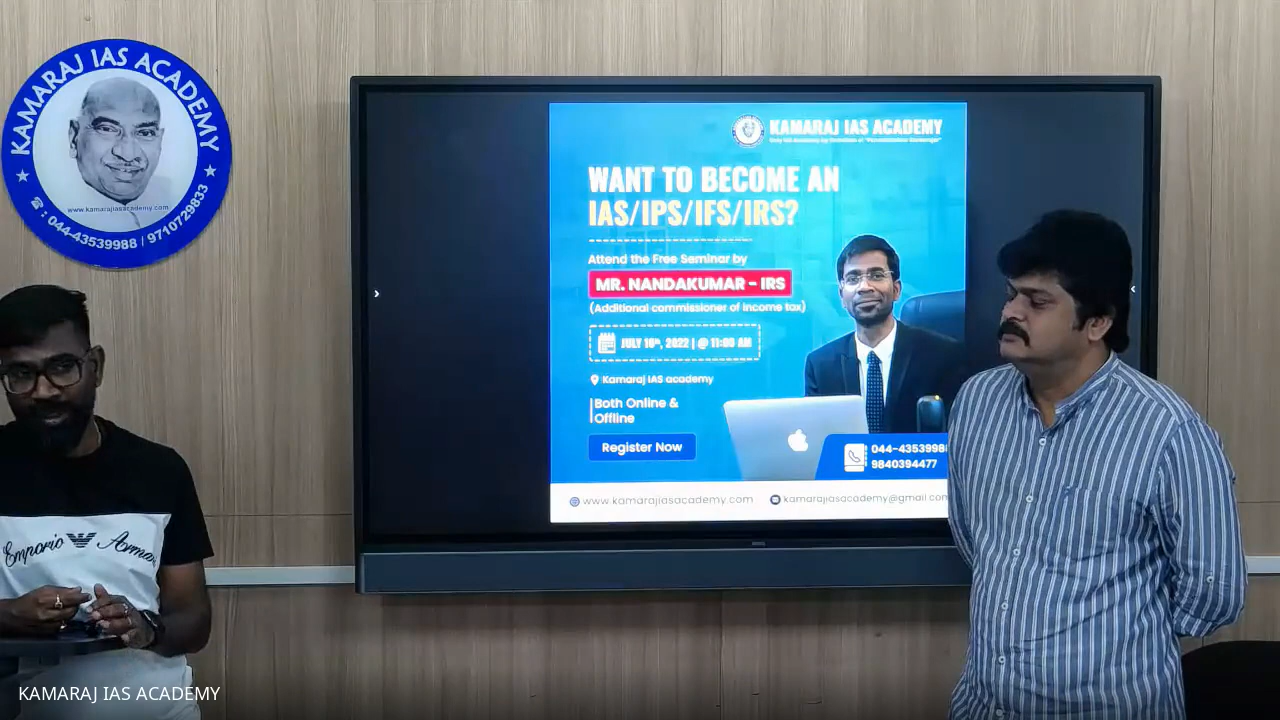 KAMARAJ IAS ACADEMY
www.kamarajiasacademy.com
☎ : 044-43539988 / 9710729833
KAMARAJ IAS ACADEMY
WANT TO BECOME AN
IAS/IPS/IFS/IRS?
Attend the Free Seminar by
MR. NANDAKUMAR - IRS
(Additional commissioner of income tax)
JULY 10th, 2022 | @ 11:05 AM
Kamaraj IAS academy
Both Online &
Offline
Register Now
044-4353998
9840394477
www.kamarajiasacademy.com
kamarajiasacademy@gmail.com
Emporio Armani
KAMARAJ IAS ACADEMY